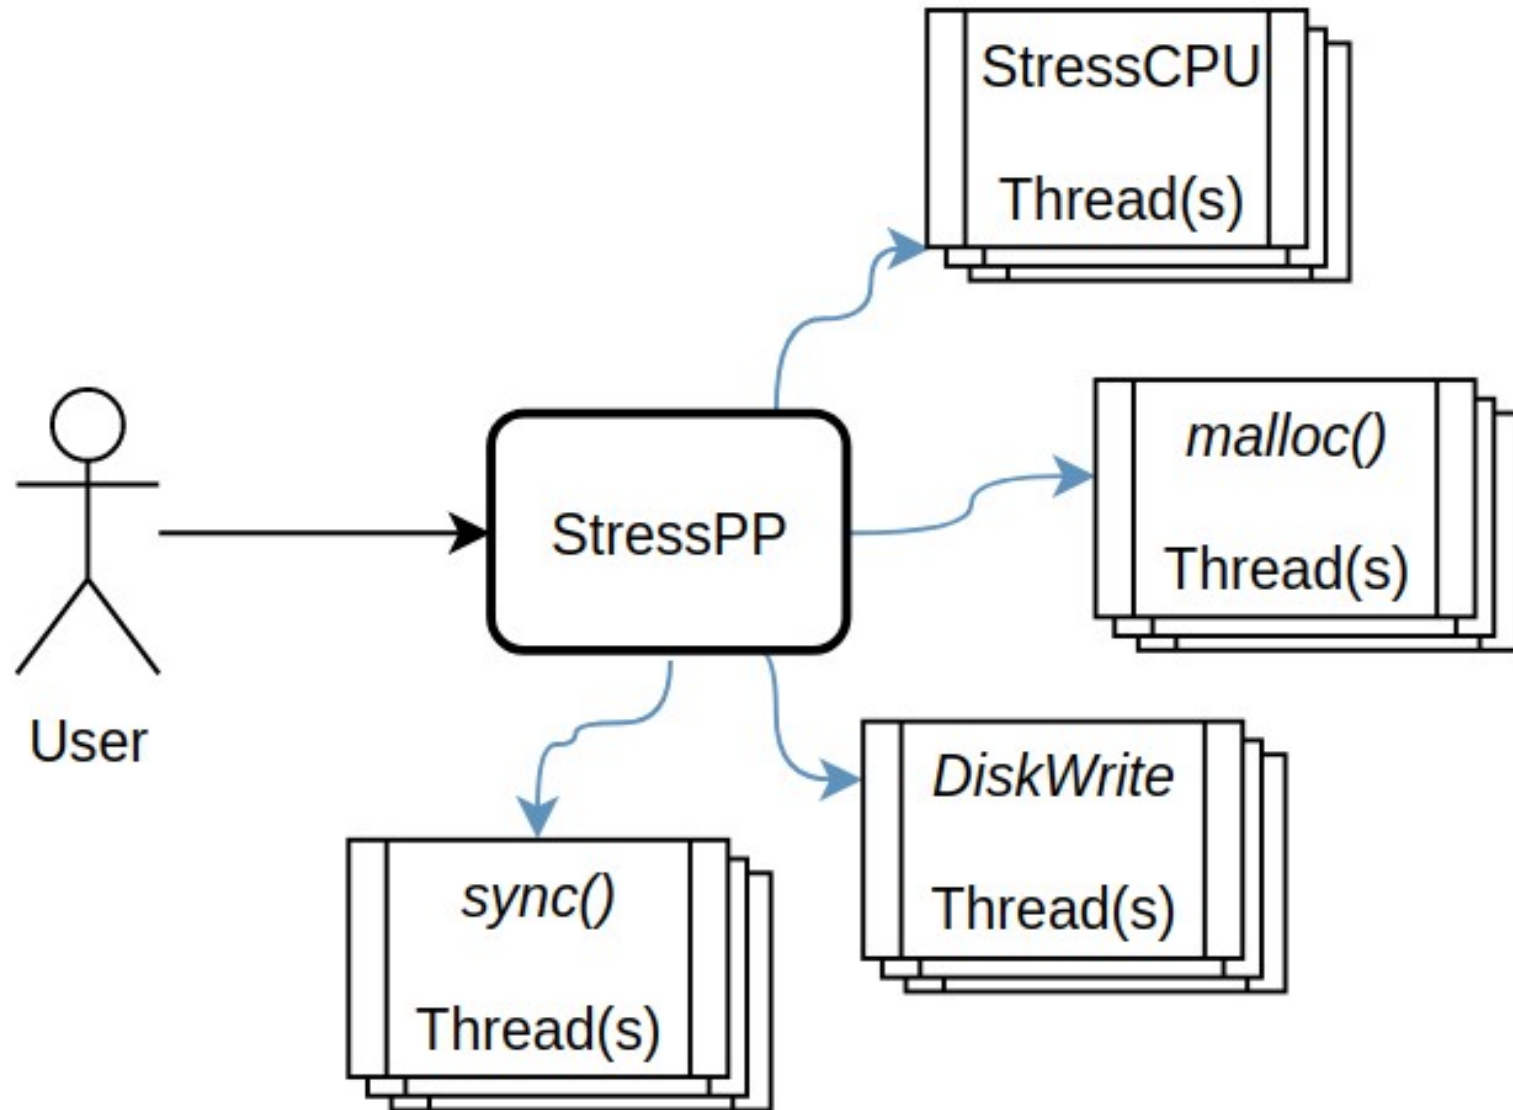 StressCPU
Thread(s)
malloc()
Thread(s)
StressPP
User
DiskWrite
Thread(s)
sync()
Thread(s)